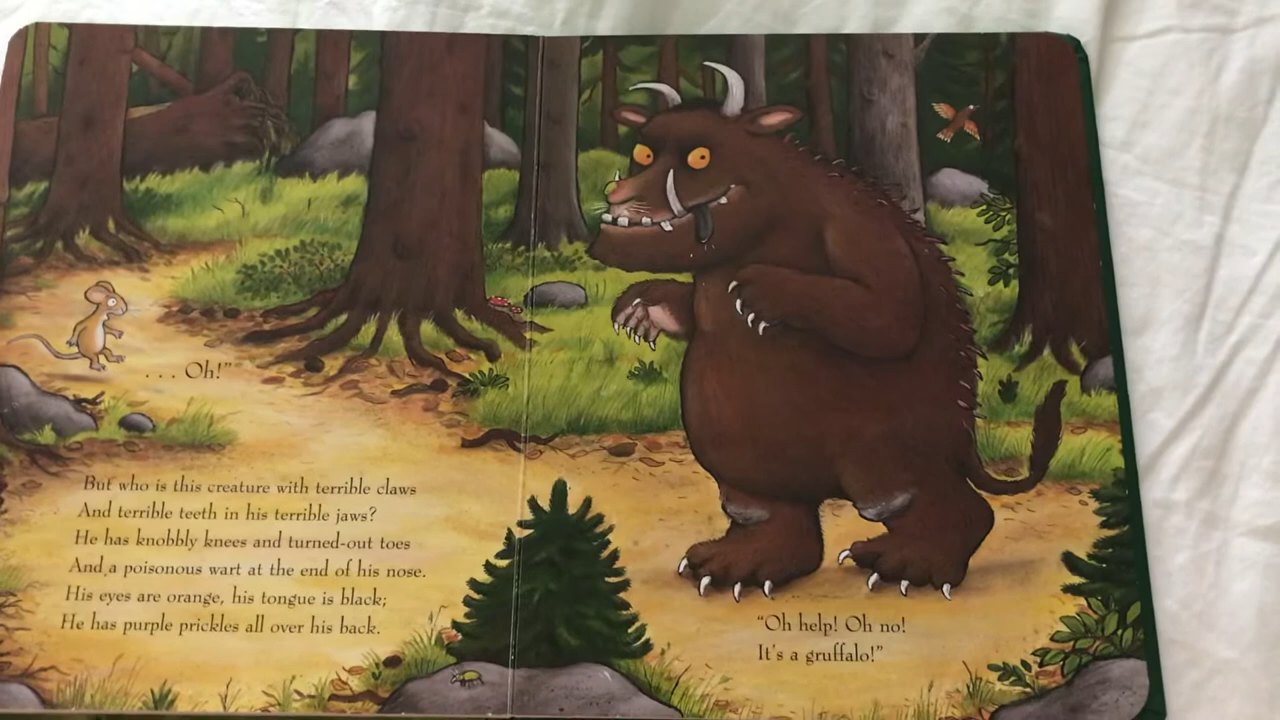 . . . Oh!"
But who is this creature with terrible claws
And terrible teeth in his terrible jaws?
He has knobbly knees and turned-out toes
And a poisonous wart at the end of his nose.
His eyes are orange, his tongue is black;
He has purple prickles all over his back.
"Oh help! Oh no!
It's a gruffalo!"